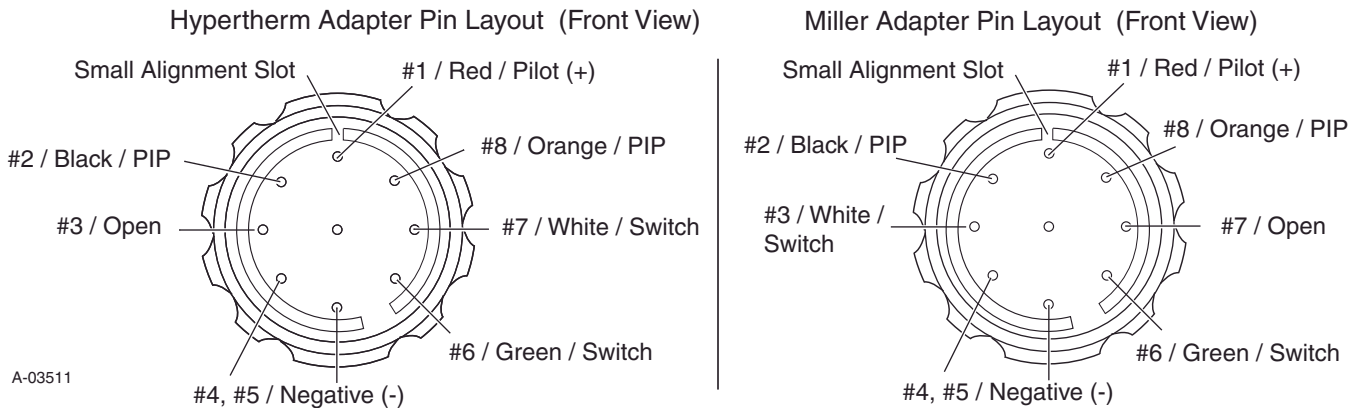 Hypertherm Adapter Pin Layout (Front View)
Small Alignment Slot
#1 / Red / Pilot (+)
#2 / Black / PIP
#8 / Orange / PIP
#3 / Open
#7 / White / Switch
#6 / Green / Switch
#4, #5 / Negative (-)
A-03511
Miller Adapter Pin Layout (Front View)
Small Alignment Slot
#1 / Red / Pilot (+)
#2 / Black / PIP
#8 / Orange / PIP
#3 / White /
Switch
#7 / Open
#6 / Green / Switch
#4, #5 / Negative (-)